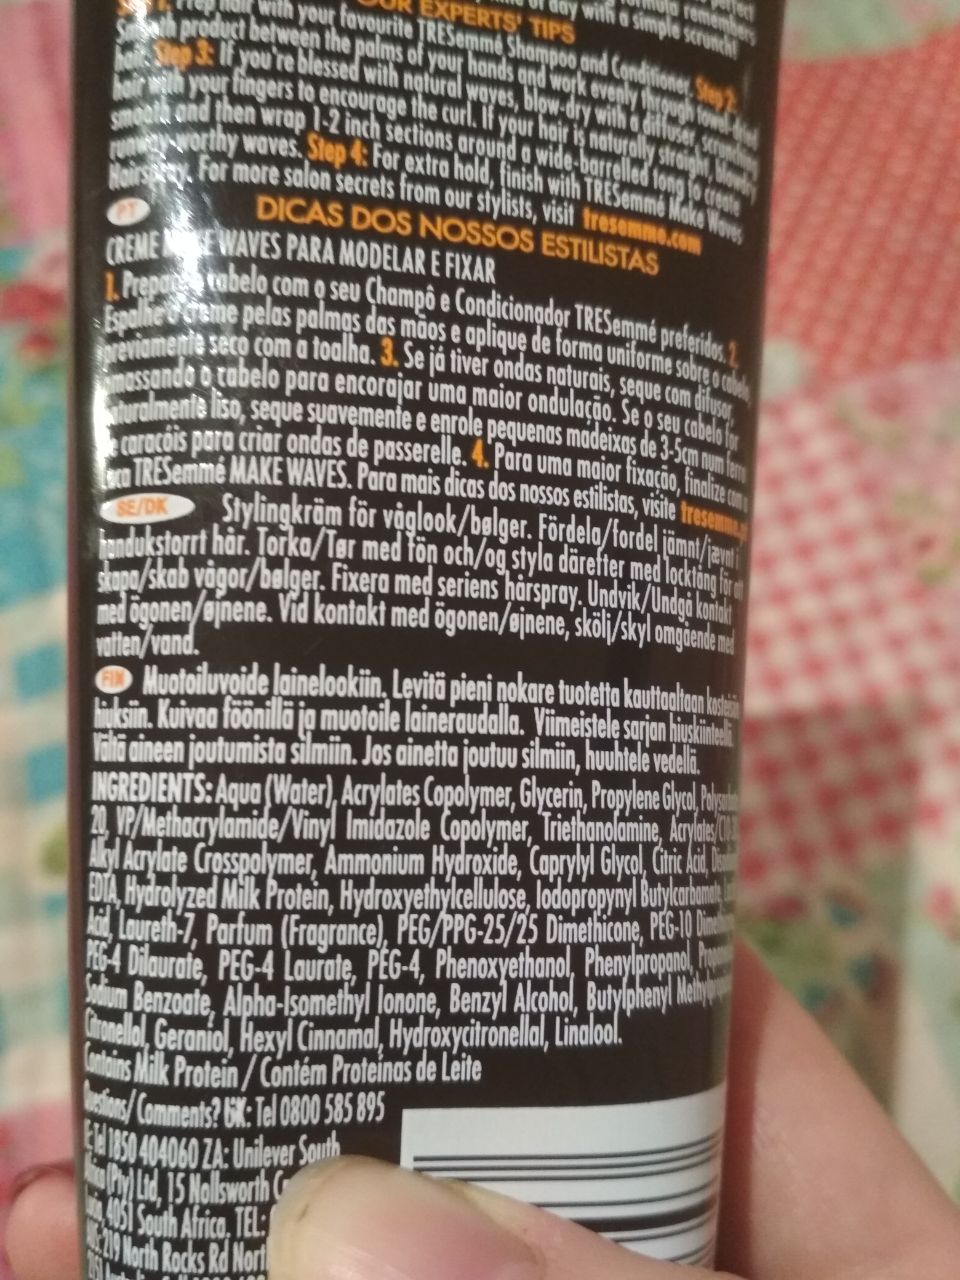 day with a simple scrunch!
OUR EXPERTS' TIPS
hair with your favourite TRESemmé Shampoo and Conditioner. Step 2:
product between the palms of your hands and work evenly through towel-dried
Step 3: If you're blessed with natural waves, blow-dry with a diffuser, scrunching
hair with your fingers to encourage the curl. If your hair is naturally straight, blow-dry
smooth and then wrap 1-2 inch sections around a wide-barrelled tong to create
worthy waves. Step 4: For extra hold, finish with TRESemmé Make Waves
Hairspray. For more salon secrets from our stylists, visit tresemme.com
PT DICAS DOS NOSSOS ESTILISTAS
CREME WAVES PARA MODELAR E FIXAR
1. cabelo com o seu Champô e Condicionador TRESemmé preferidos. 2.
Espalhe o creme pelas palmas das mãos e aplique de forma uniforme sobre o cabelo
previamente seco com a toalha. 3. Se já tiver ondas naturais, seque com difusor,
o cabelo para encorajar uma maior ondulação. Se o seu cabelo for
liso, seque suavemente e enrole pequenas madeixas de 3-5cm num ferro
caracóis para criar ondas de passerelle. 4. Para uma maior fixação, finalize com a
TRESemmé MAKE WAVES. Para mais dicas dos nossos estilistas, visite
SE/DK Stylingkräm för våglook/bølger. Fördela/fordel jämnt/jævnt i
handukstorrt hår. Torka/Tør med fön och/og styla däretter med locktång för att
skapa/skab vågor/bølger. Fixera med seriens hårspray. Undvik/Undgå kontakt
med ögonen/øjnene. Vid kontakt med ögonen/øjnene, skölj/skyl omgående med
vatten/vand.
FIN Muotoiluvoide lainelookiin. Levitä pieni nokare tuotetta kauttaaltaan
hiuksiin. Kuivaa föönillä ja muotoile laineraudalla. Viimeistele sarjan hiuskiinteellä.
Vältä aineen joutumista silmiin. Jos ainetta joutuu silmiin, huuhtele vedellä.
INGREDIENTS: Aqua (Water), Acrylates Copolymer, Glycerin, Propylene Glycol,
20, VP/Methacrylamide/Vinyl Imidazole Copolymer, Triethanolamine,
Alkyl Acrylate Crosspolymer, Ammonium Hydroxide, Caprylyl Glycol, Citric Acid,
EDTA, Hydrolyzed Milk Protein, Hydroxyethylcellulose, Iodopropynyl Butylcarbamate,
Acid, Laureth-7, Parfum (Fragrance), PEG/PPG-25/25 Dimethicone, PEG-10
PEG-4 Dilaurate, PEG-4 Laurate, PEG-4, Phenoxyethanol, Phenylpropanol,
Sodium Benzoate, Alpha-Isomethyl Ionone, Benzyl Alcohol, Butylphenyl
Citronellol, Geraniol, Hexyl Cinnamal, Hydroxycitronellal, Linalool.
Contains Milk Protein / Contém Proteínas de Leite
Questions/Comments? UK: Tel 0800 585 895
Tel 1850 404060 ZA: Unilever South
(Pty) Ltd, 15 Nollsworth
4051 South Africa. TEL:
219 North Rocks Rd